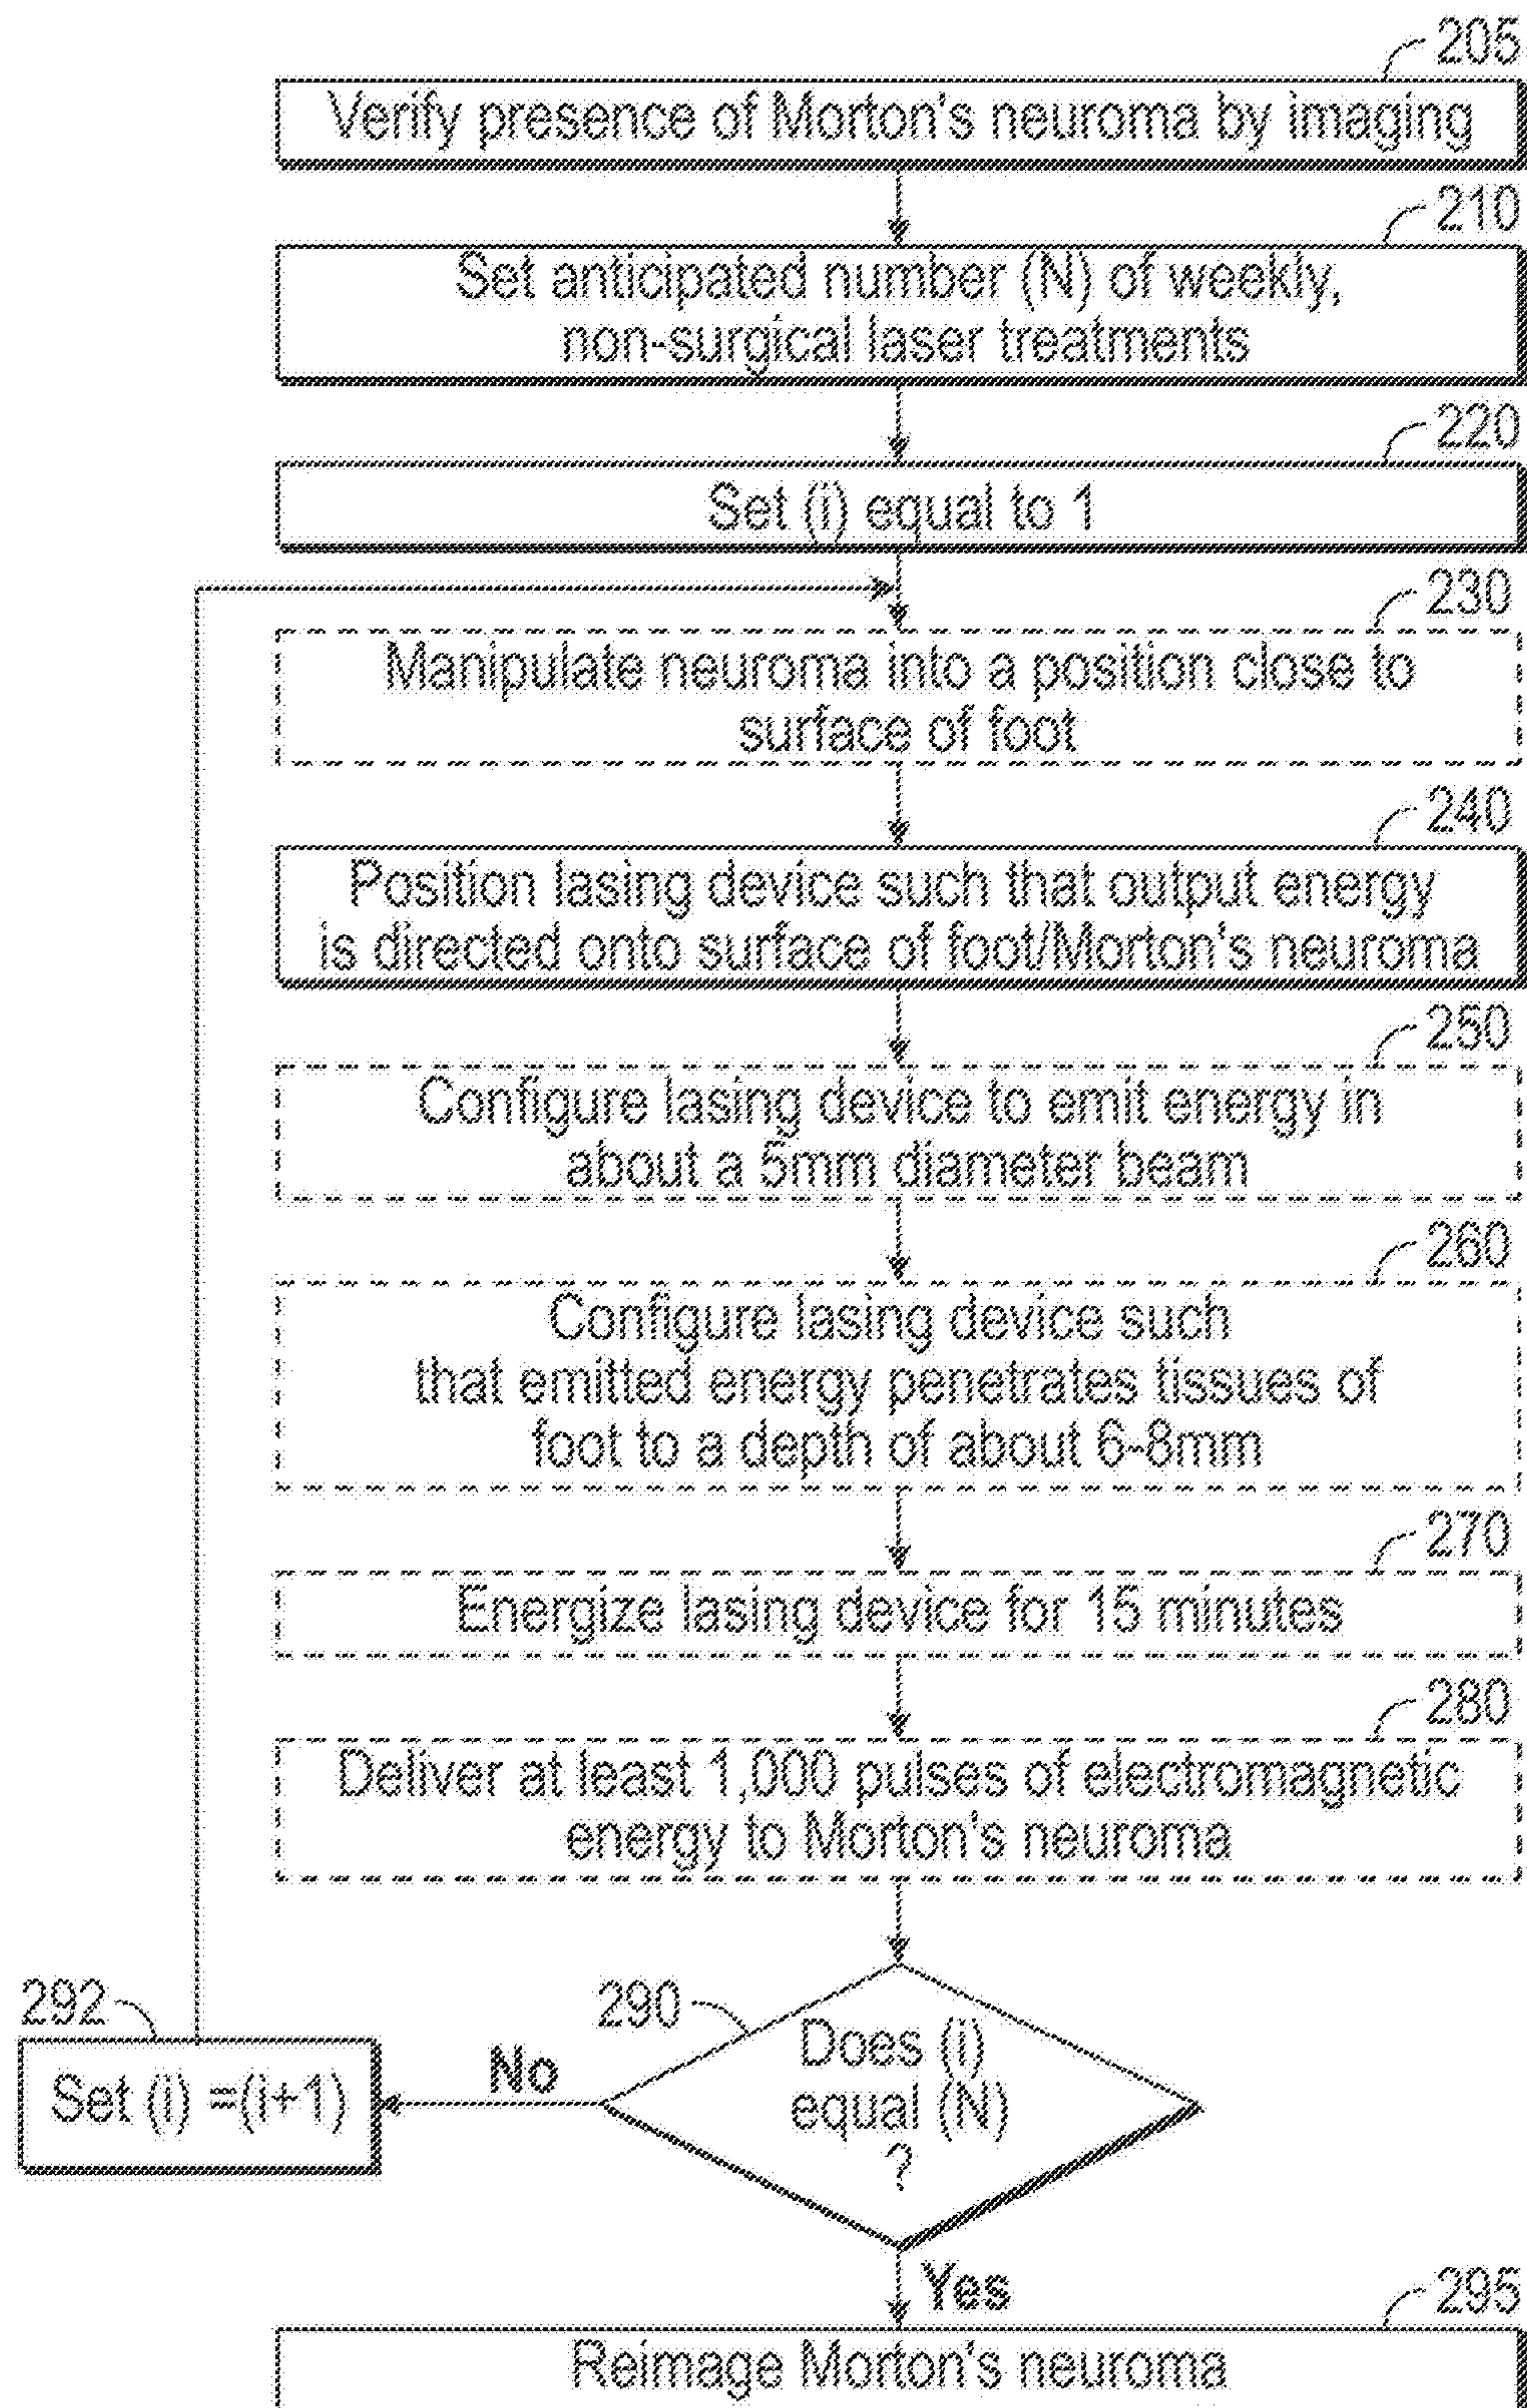 205
Verify presence of Morton's neuroma by imaging
210
Set anticipated number (N) of weekly,
non-surgical laser treatments
220
Set (i) equal to 1
230
Manipulate neuroma into a position close to
surface of foot
240
Position lasing device such that output energy
is directed onto surface of foot/Morton's neuroma
250
Configure lasing device to emit energy in
about a 5mm diameter beam
260
Configure lasing device such
that emitted energy penetrates tissues of
foot to a depth of about 6-8mm
270
Energize lasing device for 15 minutes
280
Deliver at least 1,000 pulses of electromagnetic
energy to Morton's neuroma
290
Does (i)
equal (N)
?
No
292
Set (i) =(i+1)
Yes
295
Reimage Morton's neuroma